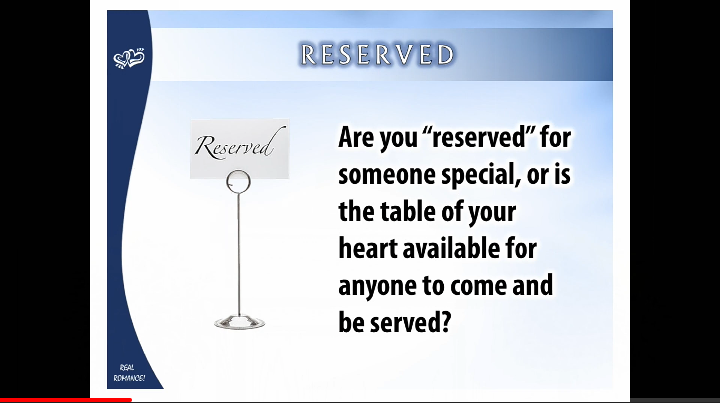 RESERVED
Reserved
Are you “reserved” for
someone special, or is
the table of your
heart available for
anyone to come and
be served?
REAL
ROMANCE!